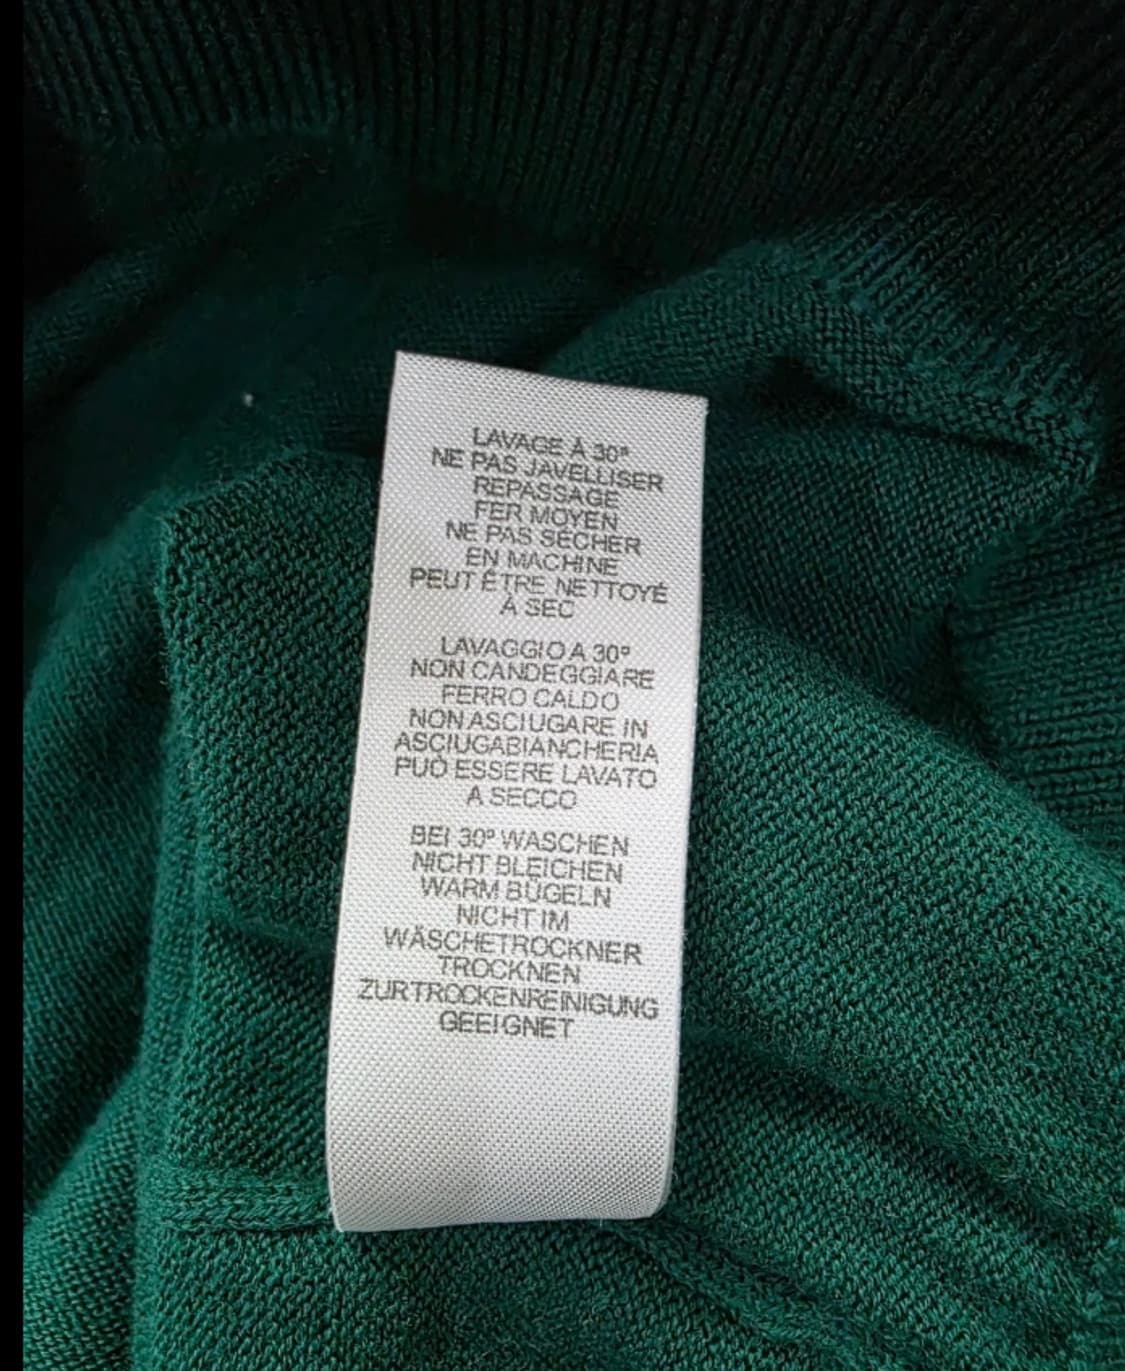 LAVAGE À 30°
NE PAS JAVELLISER
REPASSAGE
FER MOYEN
NE PAS SÉCHER
EN MACHINE
PEUT ÊTRE NETTOYÉ
À SEC
LAVAGGIO A 30°
NON CANDEGGIARE
FERRO CALDO
NON ASCIUGARE IN
ASCIUGABIANCHERIA
PUÒ ESSERE LAVATO
A SECCO
BEI 30° WASCHEN
NICHT BLEICHEN
WARM BÜGELN
NICHT IM
WÄSCHETROCKNER
TROCKNEN
ZUR TROCKENREINIGUNG
GEEIGNET